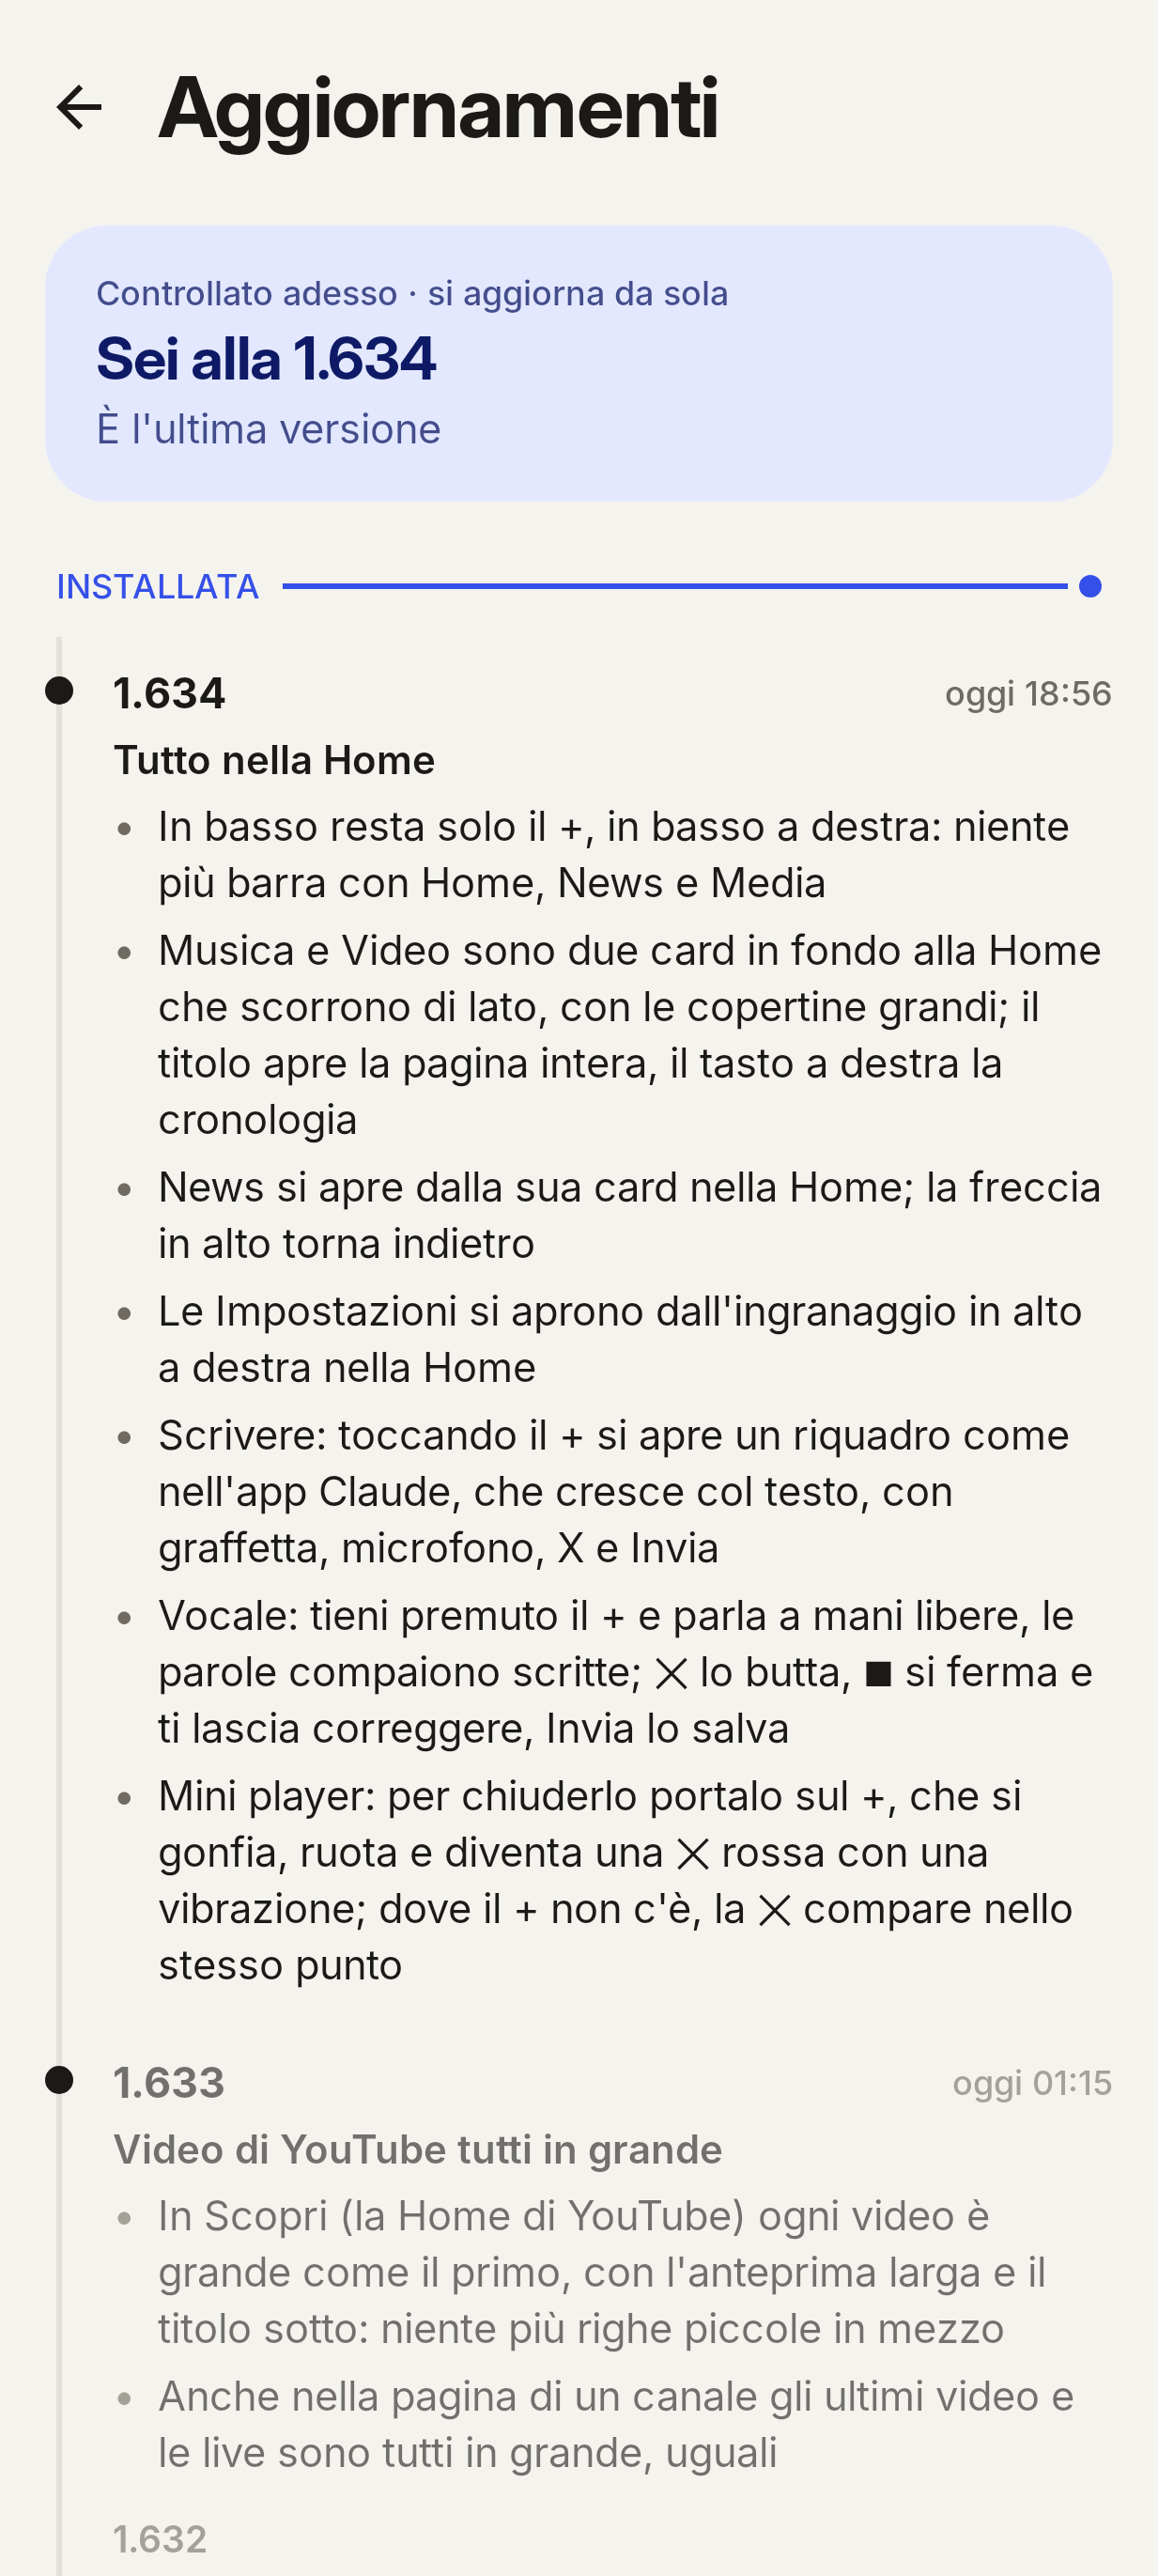 Aggiornamenti
Controllato adesso · si aggiorna da sola
Sei alla 1.634
È l'ultima versione
INSTALLATA
1.634
oggi 18:56
Tutto nella Home
• In basso resta solo il +, in basso a destra: niente
più barra con Home, News e Media
• Musica e Video sono due card in fondo alla Home
che scorrono di lato, con le copertine grandi; il
titolo apre la pagina intera, il tasto a destra la
cronologia
• News si apre dalla sua card nella Home; la freccia
in alto torna indietro
• Le Impostazioni si aprono dall'ingranaggio in alto
a destra nella Home
• Scrivere: toccando il + si apre un riquadro come
nell'app Claude, che cresce col testo, con
graffetta, microfono, X e Invia
• Vocale: tieni premuto il + e parla a mani libere, le
parole compaiono scritte; ✕ lo butta, ■ si ferma e
ti lascia correggere, Invia lo salva
• Mini player: per chiuderlo portalo sul +, che si
gonfia, ruota e diventa una ✕ rossa con una
vibrazione; dove il + non c'è, la ✕ compare nello
stesso punto
1.633
oggi 01:15
Video di YouTube tutti in grande
• In Scopri (la Home di YouTube) ogni video è
grande come il primo, con l'anteprima larga e il
titolo sotto: niente più righe piccole in mezzo
• Anche nella pagina di un canale gli ultimi video e
le live sono tutti in grande, uguali
1.632